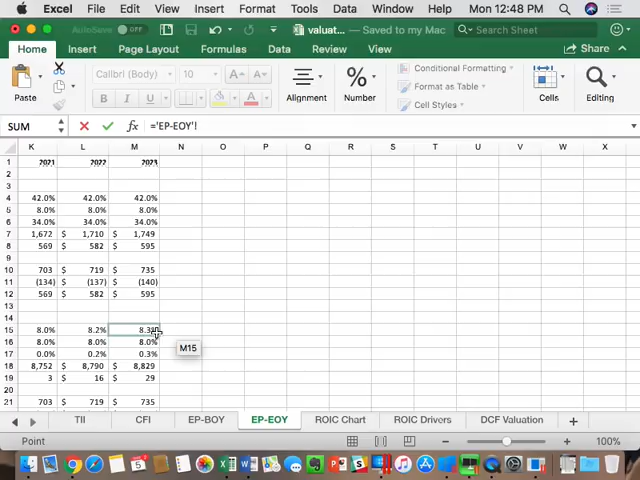 Excel File Edit View Insert Format Tools Data Window Help Mon 12:48 PM
AutoSave OFF valuat... — Saved to my Mac Search Sheet
Home Insert Page Layout Formulas Data Review View Share
Paste Calibri (Body) 10 A A Alignment % Number Conditional Formatting Cells Editing
B I U A Format as Table
Cell Styles
SUM fx ='EP-EOY'!
K L M N O P Q R S T U V W X
1 2021 2022 2023
2
3
4 42.0% 42.0% 42.0%
5 8.0% 8.0% 8.0%
6 34.0% 34.0% 34.0%
7 1,672 $ 1,710 $ 1,749
8 569 $ 582 $ 595
9
10 703 $ 719 $ 735
11 (134) $ (137) $ (140)
12 569 $ 582 $ 595
13
14
15 8.0% 8.2% 8.3%
16 8.0% 8.0% 8.0%
M15
17 0.0% 0.2% 0.3%
18 8,752 $ 8,790 $ 8,829
19 3 $ 16 $ 29
20
21 703 $ 719 $ 735
TII CFI EP-BOY EP-EOY ROIC Chart ROIC Drivers DCF Valuation
Point 100%